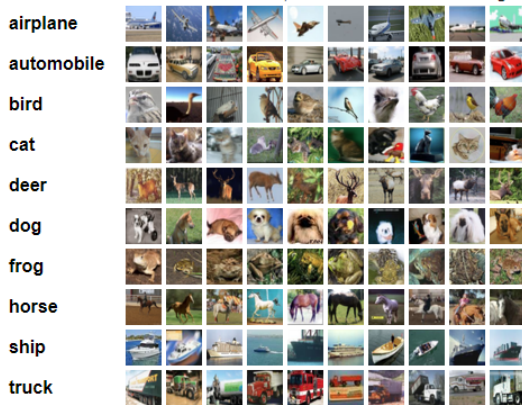 airplane
automobile
bird
cat
deer
dog
frog
horse
ship
truck